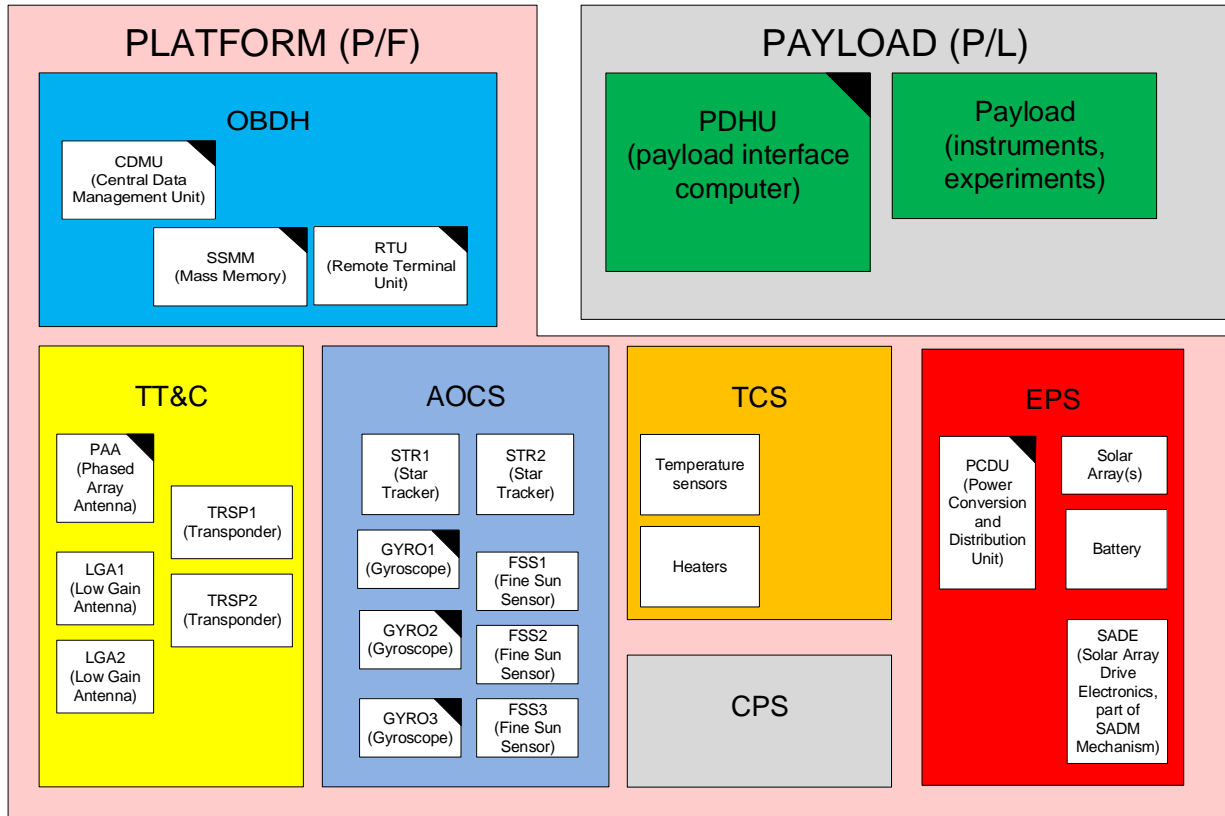 PLATFORM (P/F)
PAYLOAD (P/L)
OBDH
CDMU
(Central Data
Management Unit)
SSMM
(Mass Memory)
RTU
(Remote Terminal
Unit)
PDHU
(payload interface
computer)
Payload
(instruments,
experiments)
TT&C
PAA
(Phased
Array
Antenna)
TRSP1
(Transponder)
LGA1
(Low Gain
Antenna)
TRSP2
(Transponder)
LGA2
(Low Gain
Antenna)
AOCS
STR1
(Star
Tracker)
STR2
(Star
Tracker)
GYRO1
(Gyroscope)
FSS1
(Fine Sun
Sensor)
GYRO2
(Gyroscope)
FSS2
(Fine Sun
Sensor)
GYRO3
(Gyroscope)
FSS3
(Fine Sun
Sensor)
TCS
Temperature
sensors
Heaters
CPS
EPS
PCDU
(Power
Conversion
and
Distribution
Unit)
Solar
Array(s)
Battery
SADE
(Solar Array
Drive
Electronics,
part of
SADM
Mechanism)